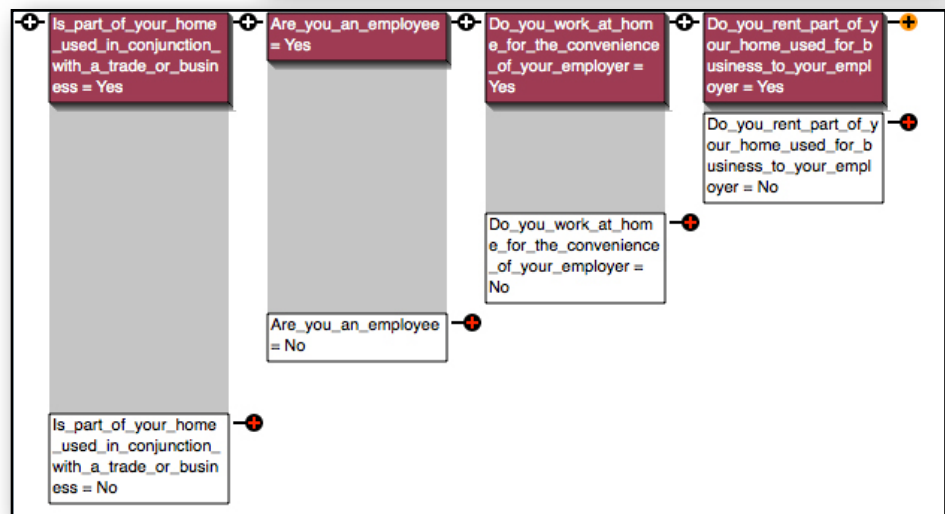 Is_part_of_your_home
_used_in_conjunction_
with_a_trade_or_busin
ess = Yes
Are_you_an_employee
= Yes
Do_you_work_at_hom
e_for_the_convenience
_of_your_employer =
Yes
Do_you_rent_part_of_y
our_home_used_for_b
usiness_to_your_empl
oyer = Yes
Do_you_rent_part_of_y
our_home_used_for_b
usiness_to_your_empl
oyer = No
Do_you_work_at_hom
e_for_the_convenience
_of_your_employer =
No
Are_you_an_employee
= No
Is_part_of_your_home
_used_in_conjunction_
with_a_trade_or_busin
ess = No